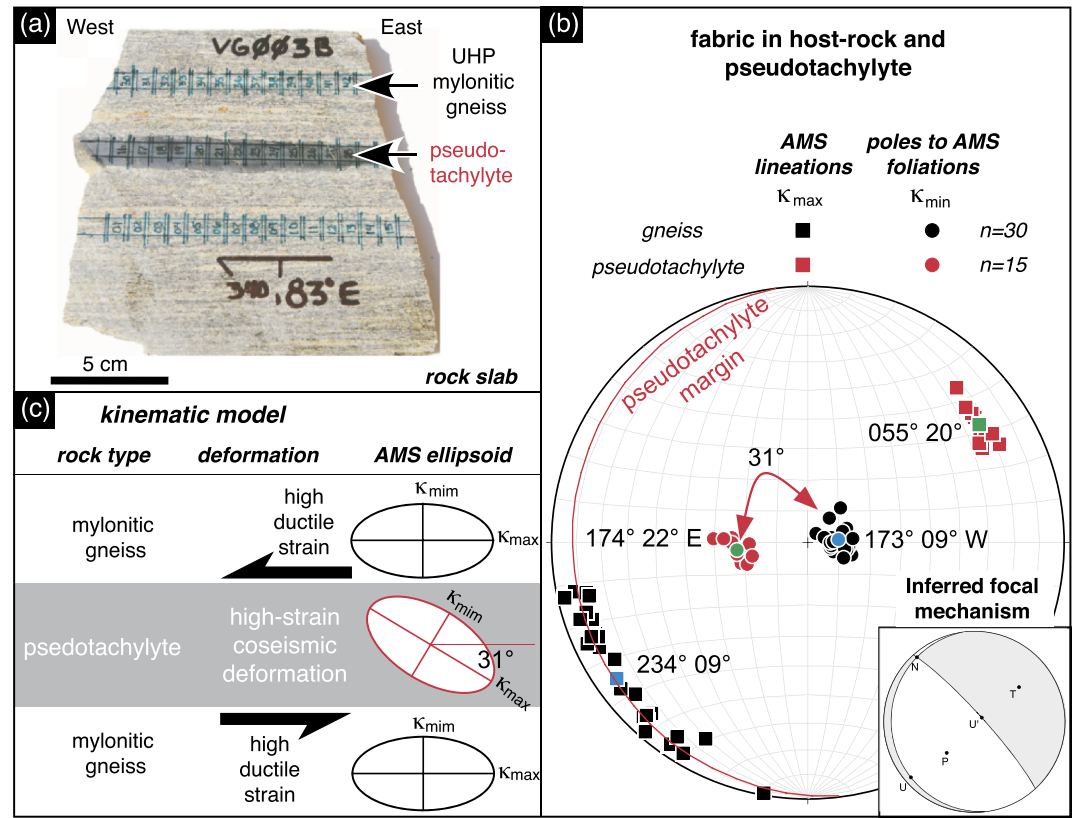 (a)
West
East
VGØØ3B
UHP
mylonitic
gneiss
pseudo-
tachylyte
340, 83°E
5 cm
rock slab
(b)
fabric in host-rock and
pseudotachylyte
AMS
lineations
κmax
poles to AMS
foliations
κmin
gneiss
n=30
pseudotachylyte
n=15
pseudotachylyte
margin
055° 20°
31°
174° 22° E
173° 09° W
234° 09°
Inferred focal
mechanism
N
T
U'
P
U
(c)
kinematic model
rock type
deformation
AMS ellipsoid
mylonitic
gneiss
high
ductile
strain
κmim
κmax
psedotachylyte
high-strain
coseismic
deformation
κmim
31°
κmax
mylonitic
gneiss
high
ductile
strain
κmim
κmax